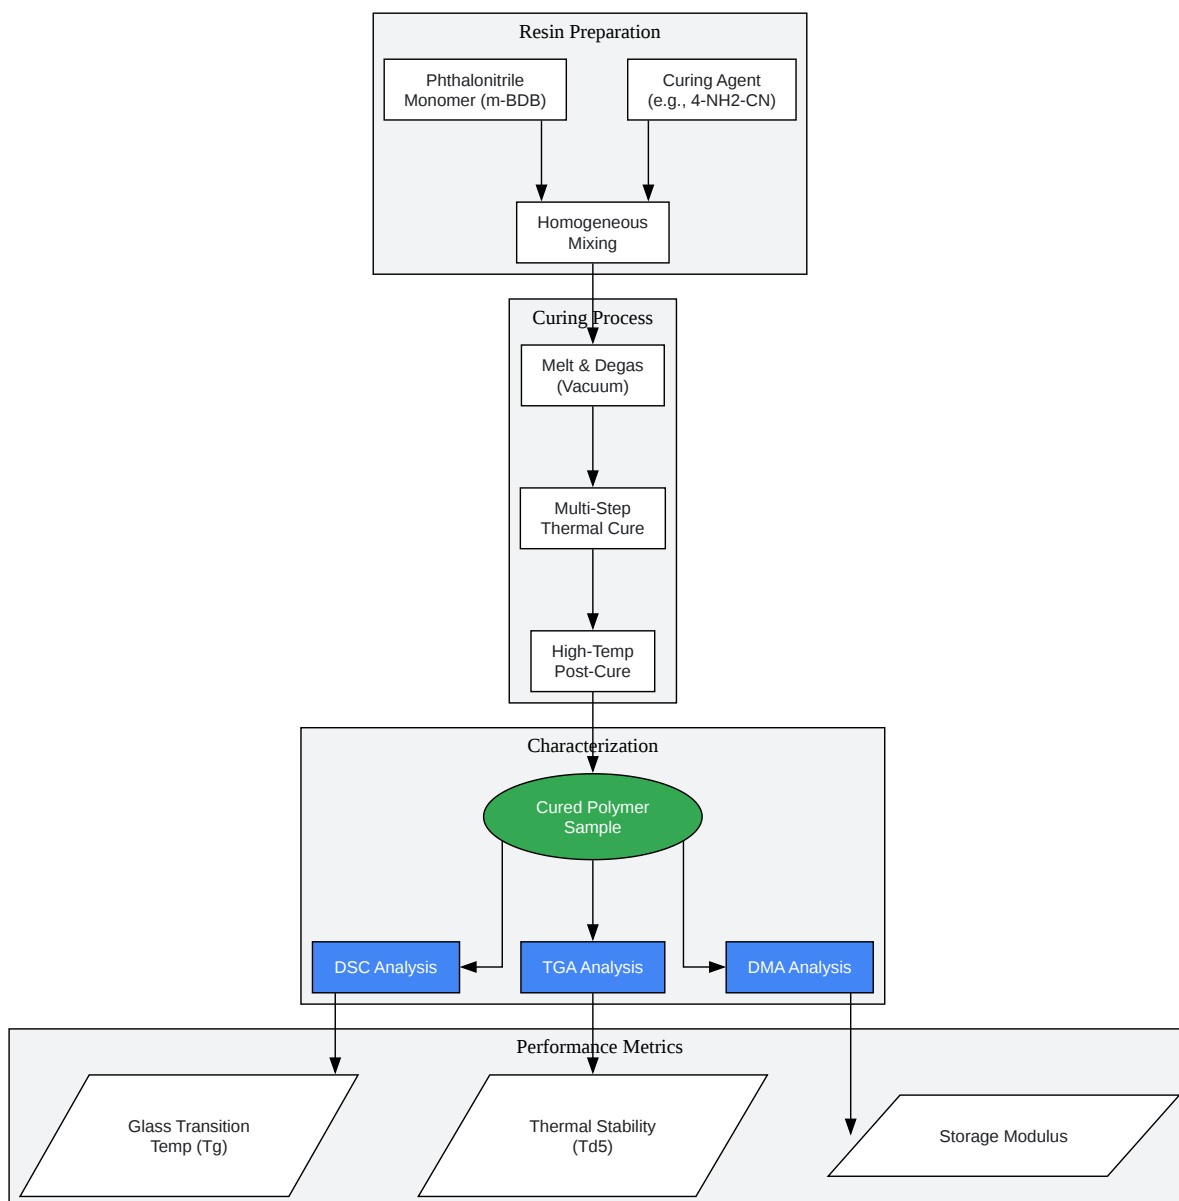 Resin Preparation
Phthalonitrile
Monomer (m-BDB)
Curing Agent
(e.g., 4-NH2-CN)
Homogeneous
Mixing
Curing Process
Melt & Degas
(Vacuum)
Multi-Step
Thermal Cure
High-Temp
Post-Cure
Characterization
Cured Polymer
Sample
DSC Analysis
TGA Analysis
DMA Analysis
Performance Metrics
Glass Transition
Temp (Tg)
Thermal Stability
(Td5)
Storage Modulus